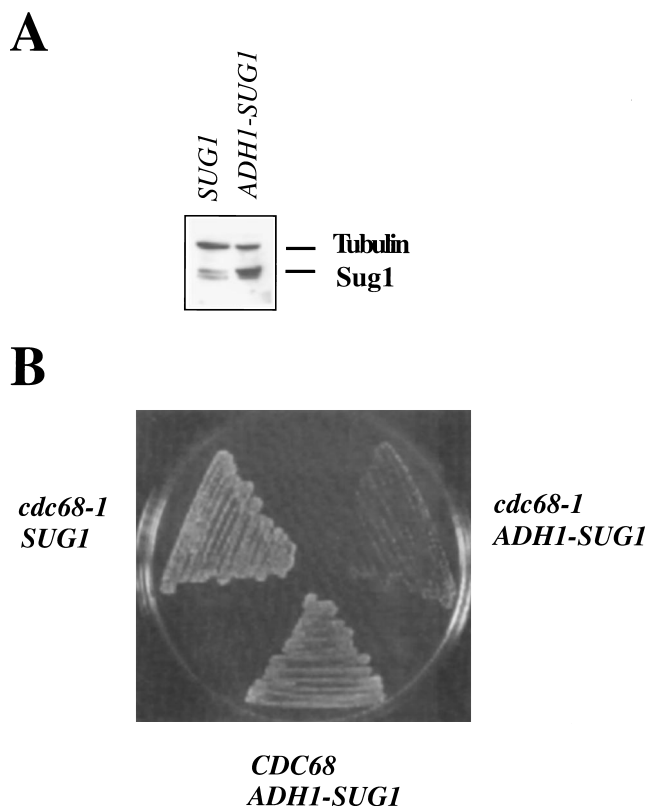 A
SUG1
ADH1-SUG1
Tubulin
Sug1
B
cdc68-1
SUG1
cdc68-1
ADH1-SUG1
CDC68
ADH1-SUG1